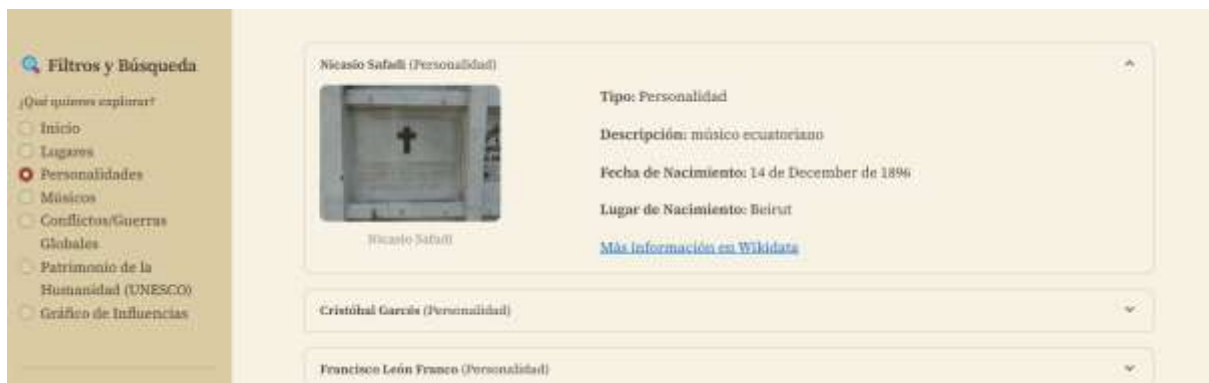 Filtros y Búsqueda
¿Qué quieres explorar?
Inicio
Lugares
Personalidades
Músicos
Conflictos/Guerras
Globales
Patrimonio de la
Humanidad (UNESCO)
Gráfico de Influencias
Nicasio Safadi (Personalidad)
Nicasio Safadi
Tipo: Personalidad
Descripción: músico ecuatoriano
Fecha de Nacimiento: 14 de December de 1896
Lugar de Nacimiento: Beirut
Más información en Wikidata
Cristóbal Garcés (Personalidad)
Francisco León Franco (Personalidad)